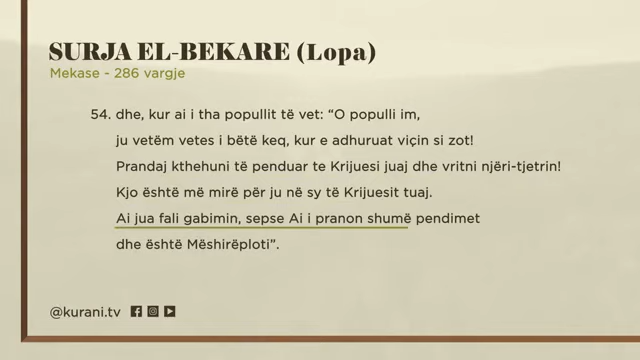 SURJA EL-BEKARE (Lopa)
Mekase - 286 vargje
54. dhe, kur ai i tha popullit të vet: “O populli im,
ju vetëm vetes i bëtë keq, kur e adhuruat viçin si zot!
Prandaj kthehuni të penduar te Krijuesi juaj dhe vritni njëri-tjetrin!
Kjo është më mirë për ju në sy të Krijuesit tuaj.
Ai jua fali gabimin, sepse Ai i pranon shumë pendimet
dhe është Mëshirëploti”.
@kurani.tv